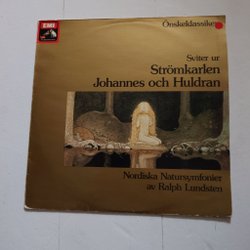 EMI
Önskeklassiker
Sviter ur
Strömkarlen
Johannes och Huldran
Nordiska Natursymfonier
av Ralph Lundsten